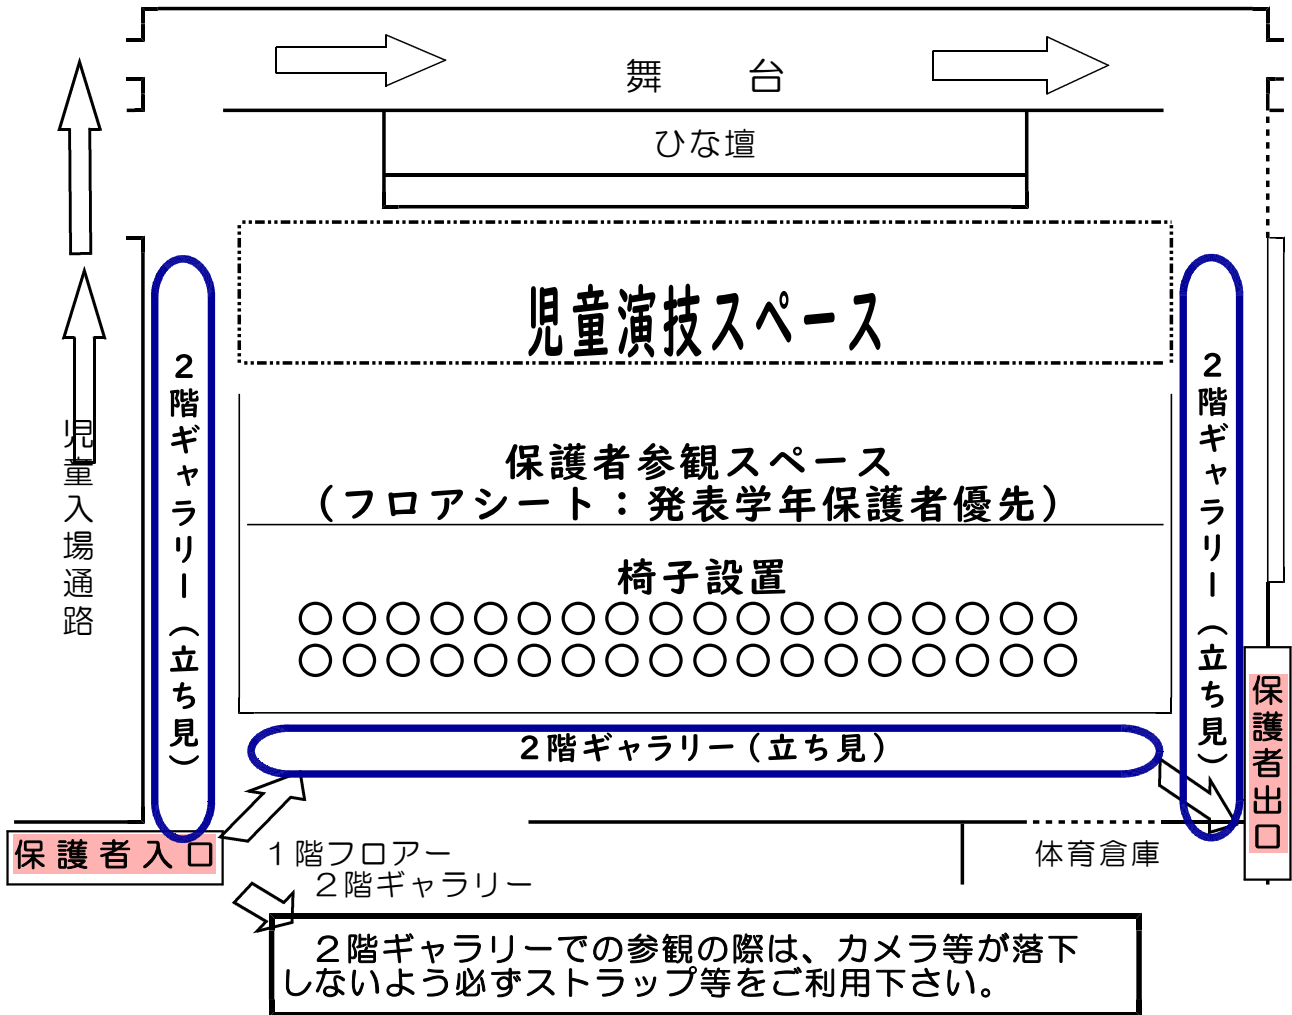 舞　台
ひな壇
児童演技スペース
２階ギャラリー（立ち見）
２階ギャラリー（立ち見）
児童入場通路
保護者参観スペース
（フロアシート：発表学年保護者優先）
椅子設置
２階ギャラリー（立ち見）
保護者出口
保護者入口
１階フロアー
２階ギャラリー
体育倉庫
２階ギャラリーでの参観の際は、カメラ等が落下
しないよう必ずストラップ等をご利用下さい。